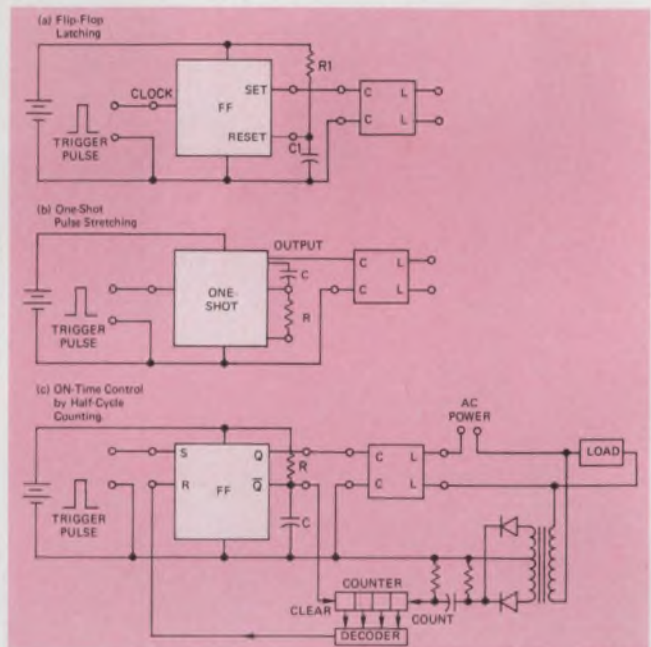 (a) Flip-Flop
Latching
CLOCK
TRIGGER
PULSE
FF
SET
RESET
R1
C1
C L
C L
(b) One-Shot
Pulse Stretching
TRIGGER
PULSE
ONE-
SHOT
OUTPUT
C
R
C L
C L
(c) ON-Time Control
by Half-Cycle
Counting.
TRIGGER
PULSE
S Q
R Q̅
FF
R
C
C L
C L
AC
POWER
LOAD
COUNTER
CLEAR
COUNT
DECODER